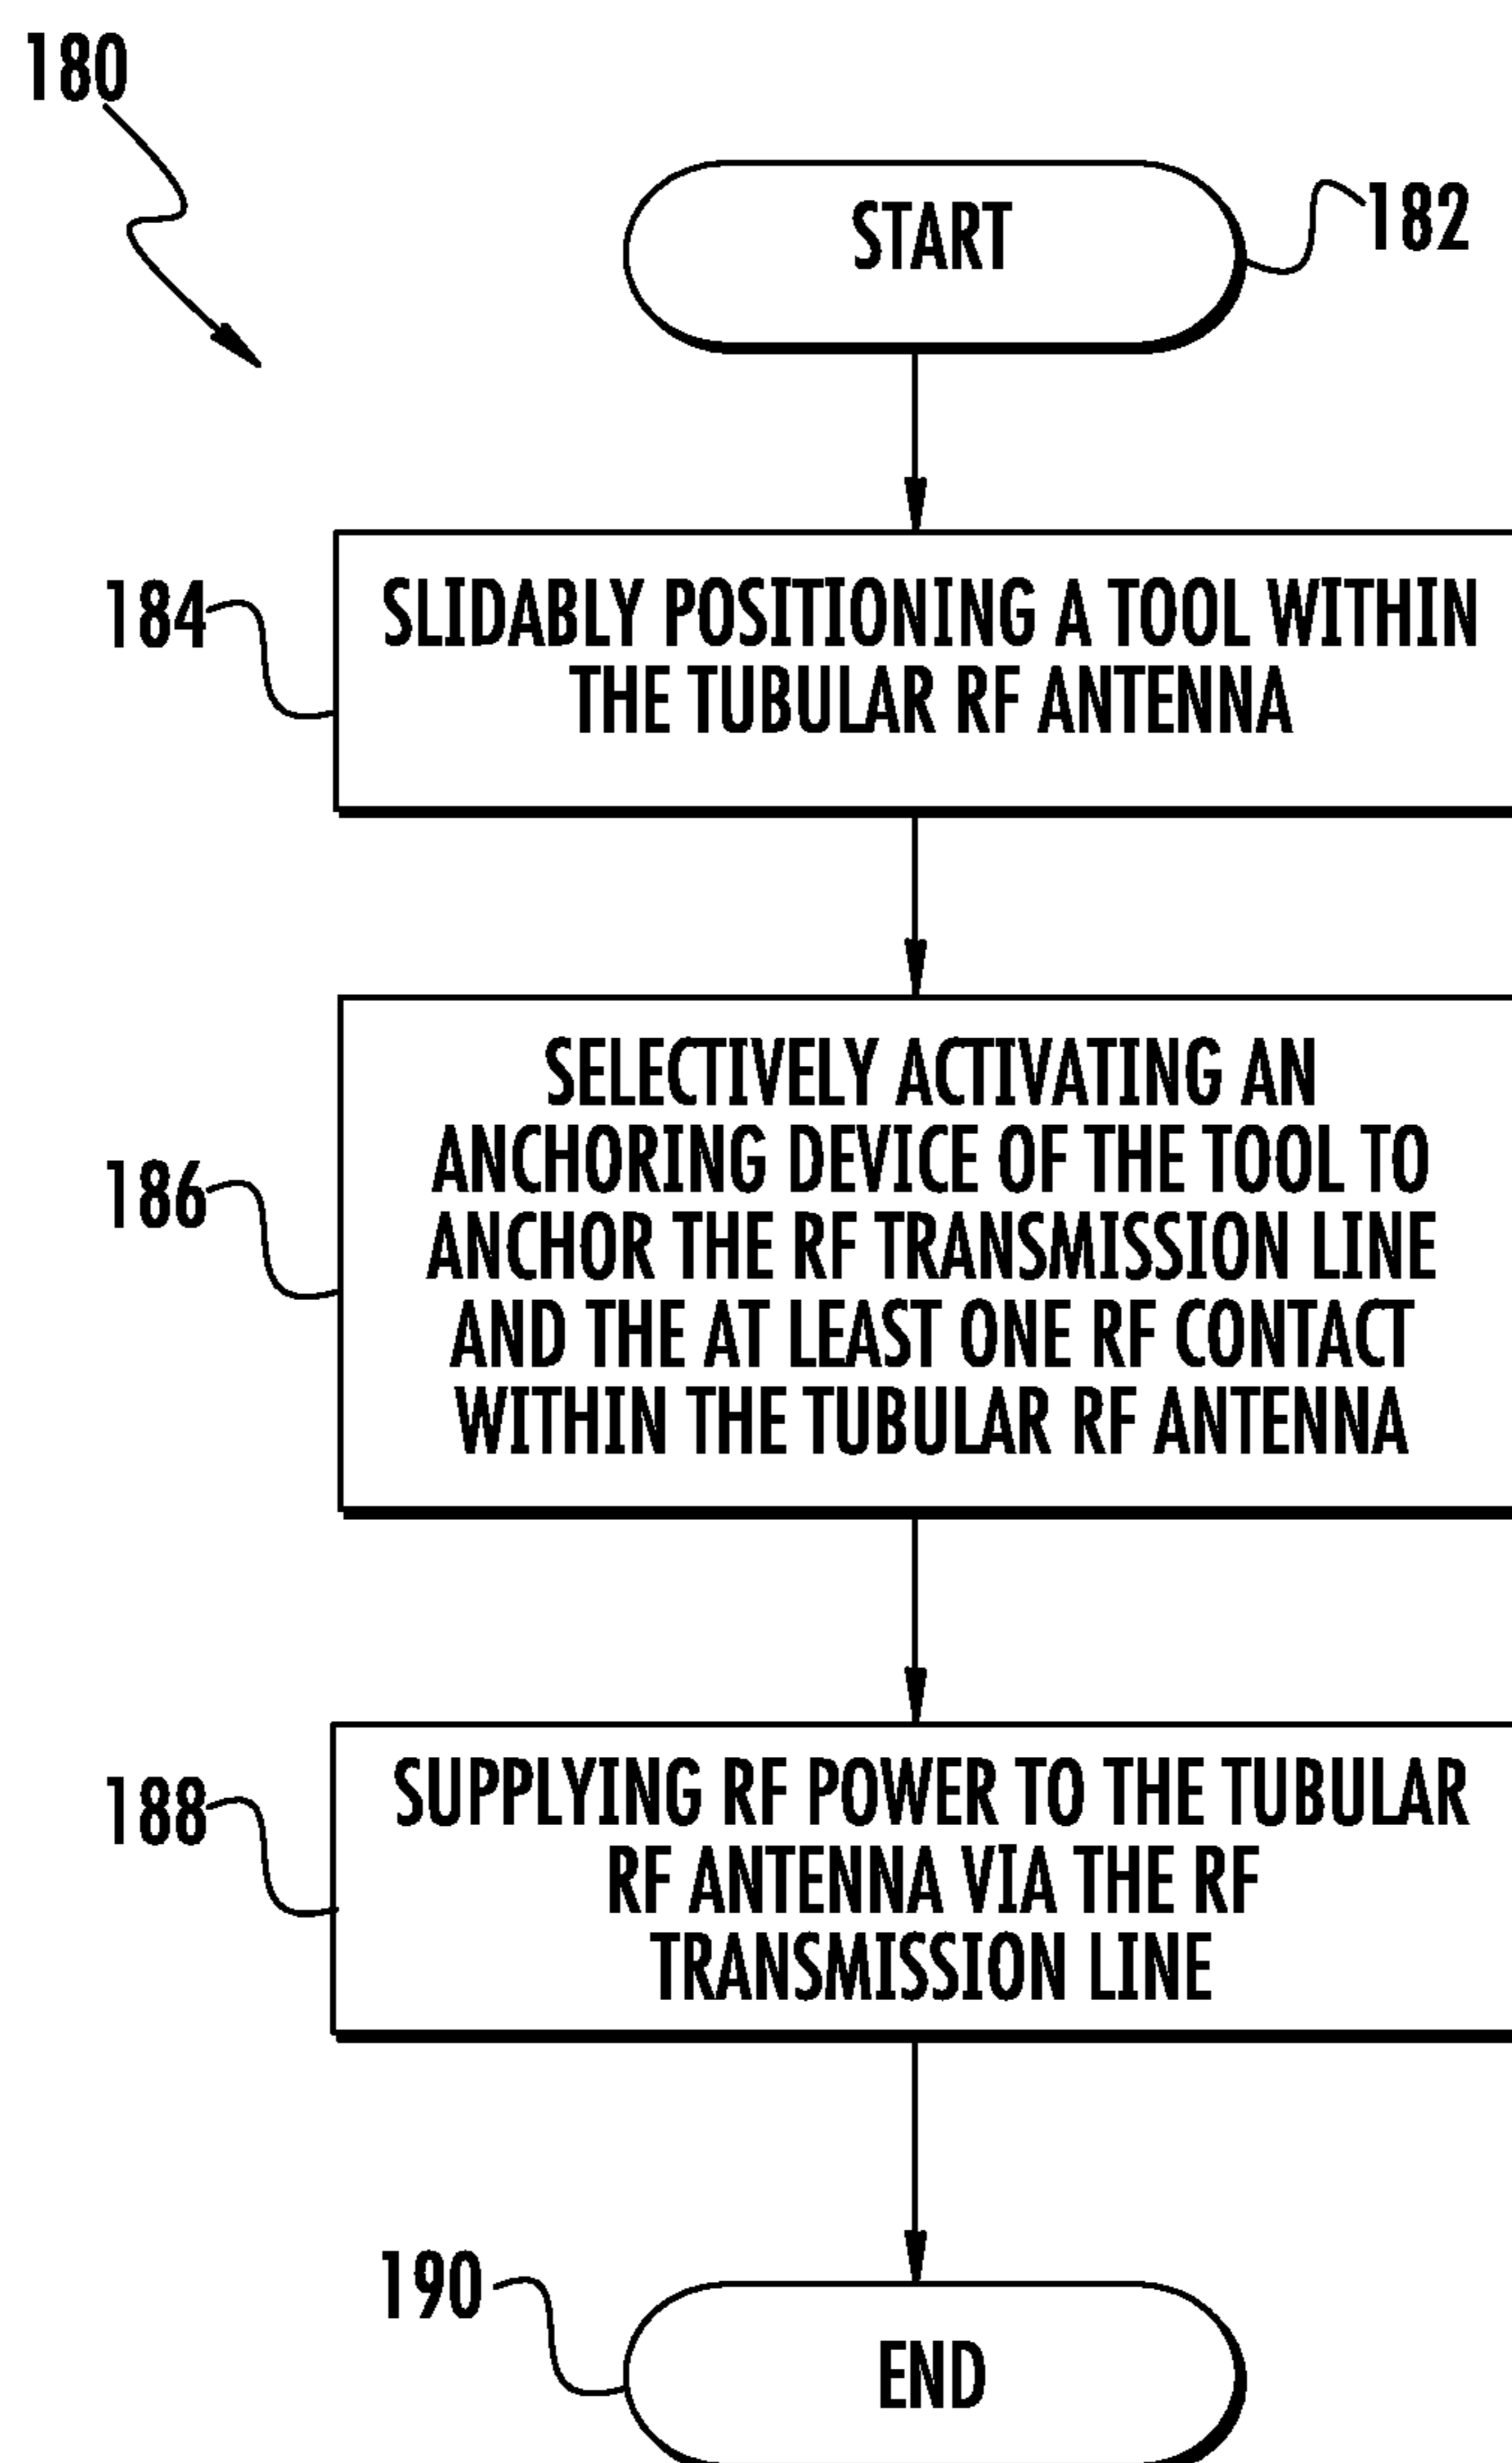 180
START
182
184
SLIDABLY POSITIONING A TOOL WITHIN
THE TUBULAR RF ANTENNA
186
SELECTIVELY ACTIVATING AN
ANCHORING DEVICE OF THE TOOL TO
ANCHOR THE RF TRANSMISSION LINE
AND THE AT LEAST ONE RF CONTACT
WITHIN THE TUBULAR RF ANTENNA
188
SUPPLYING RF POWER TO THE TUBULAR
RF ANTENNA VIA THE RF
TRANSMISSION LINE
190
END